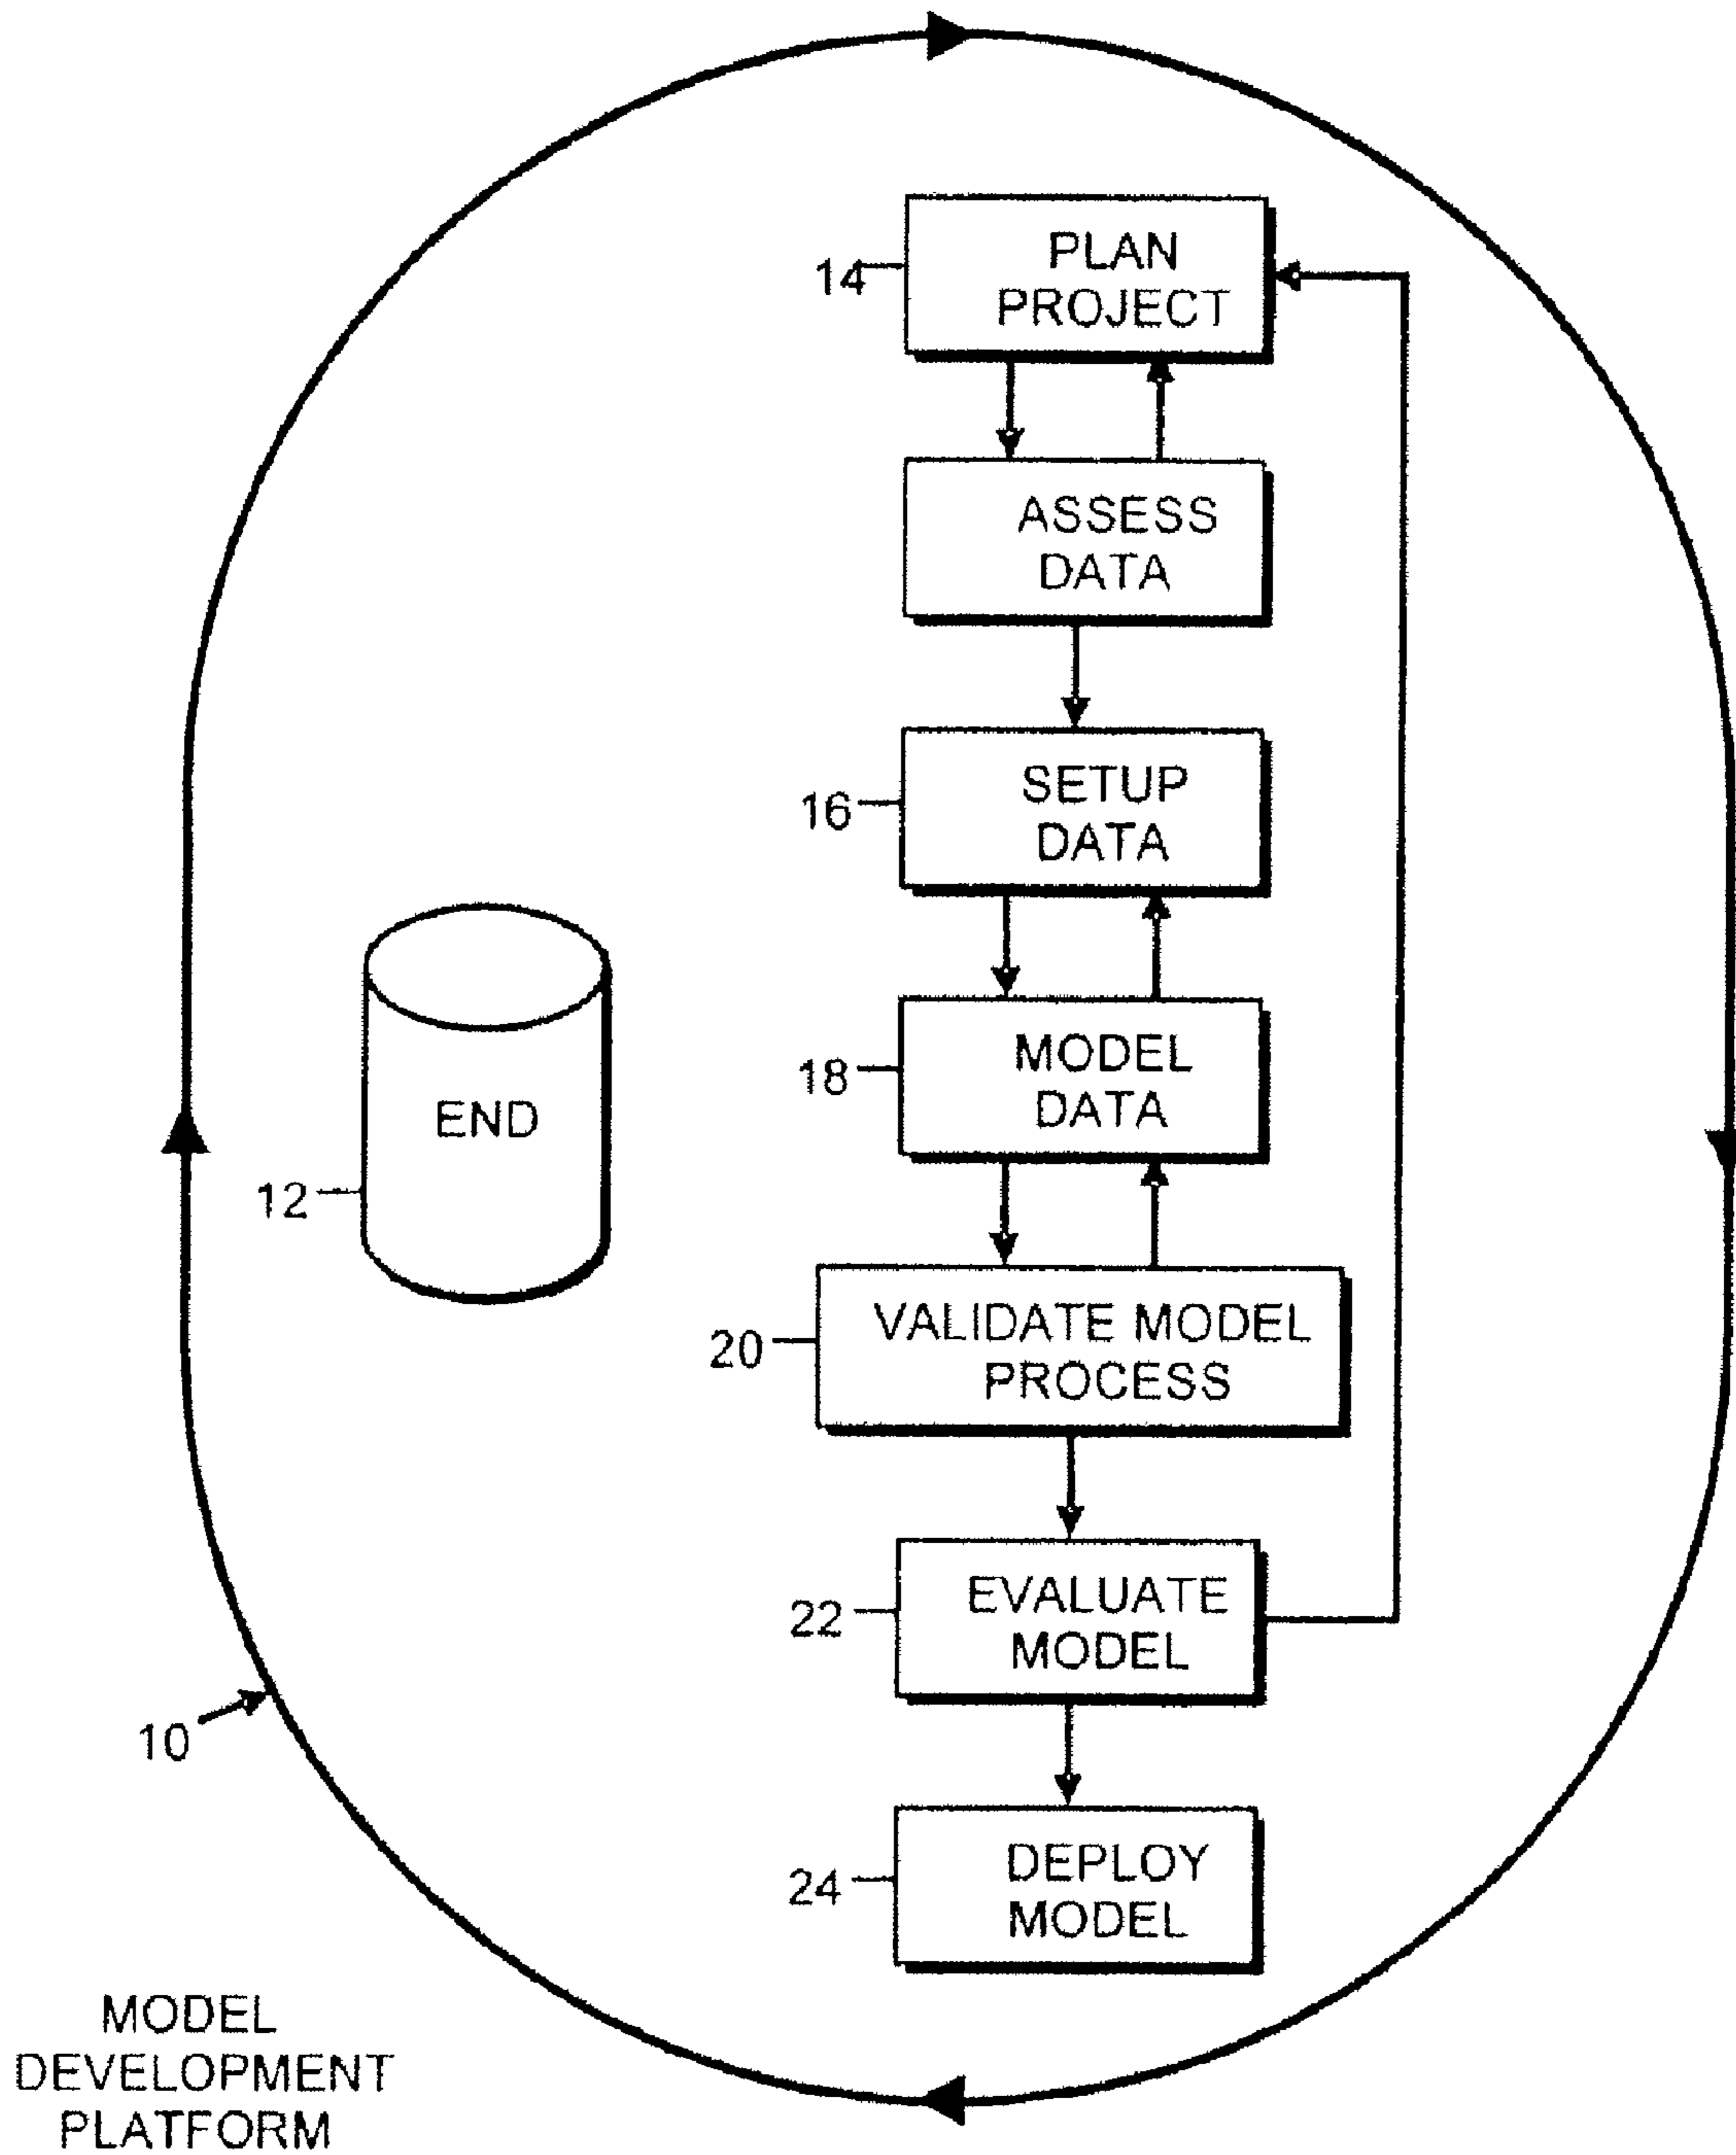 PLAN
PROJECT
14
ASSESS
DATA
SETUP
DATA
16
MODEL
DATA
18
END
12
VALIDATE MODEL
PROCESS
20
EVALUATE
MODEL
22
10
DEPLOY
MODEL
24
MODEL
DEVELOPMENT
PLATFORM